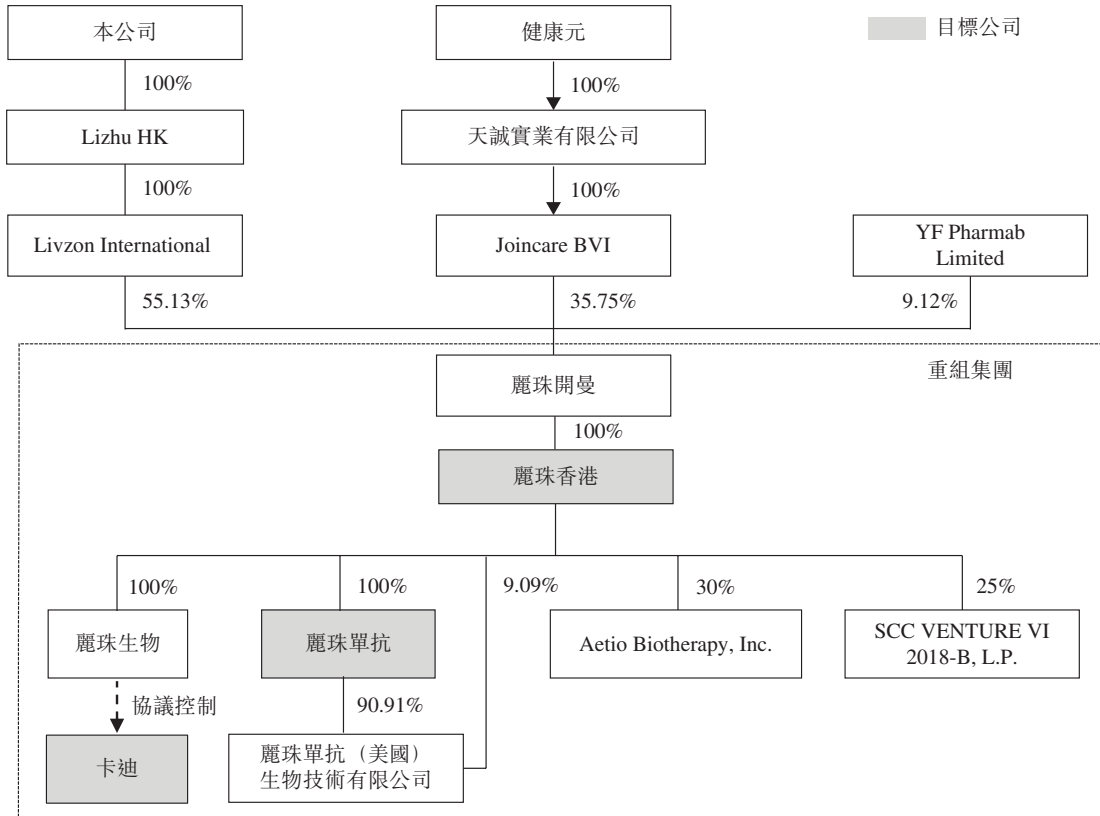 本公司
健康元
目標公司
100%
100%
Lizhu HK
天誠實業有限公司
100%
100%
Livzon International
Joincare BVI
YF Pharmab
Limited
55.13%
35.75%
9.12%
重組集團
麗珠開曼
100%
麗珠香港
100%
100%
9.09%
30%
25%
麗珠生物
麗珠單抗
Aetio Biotherapy, Inc.
SCC VENTURE VI
2018-B, L.P.
協議控制
90.91%
卡迪
麗珠單抗（美國）
生物技術有限公司